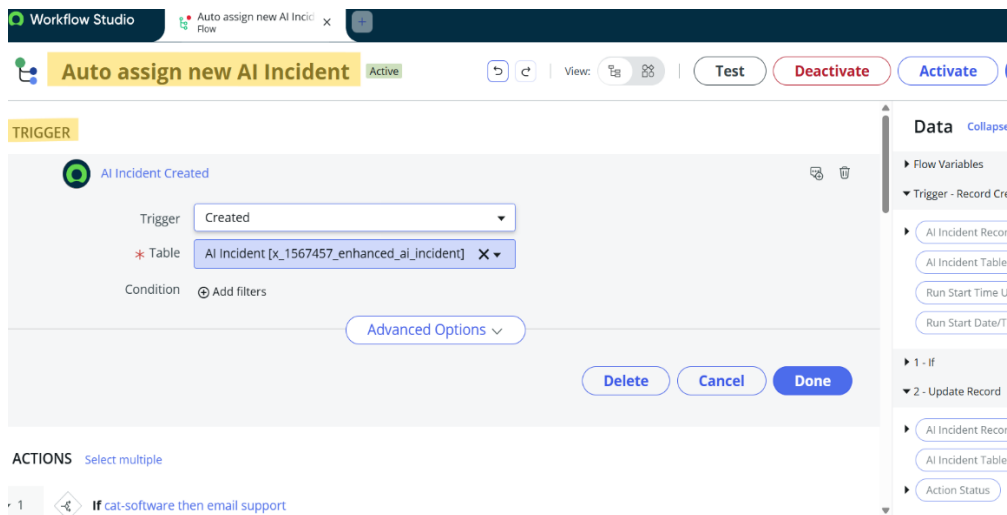 Workflow Studio
Auto assign new AI Incid
Flow
Auto assign new AI Incident
Active
View:
Test
Deactivate
Activate
TRIGGER
AI Incident Created
Trigger
Created
* Table
AI Incident [x_1567457_enhanced_ai_incident]
Condition
Add filters
Advanced Options
Delete
Cancel
Done
ACTIONS
Select multiple
1
If cat-software then email support
Data
Collapse
Flow Variables
Trigger - Record Cre
AI Incident Recor
AI Incident Table
Run Start Time U
Run Start Date/T
1 - If
2 - Update Record
AI Incident Recor
AI Incident Table
Action Status